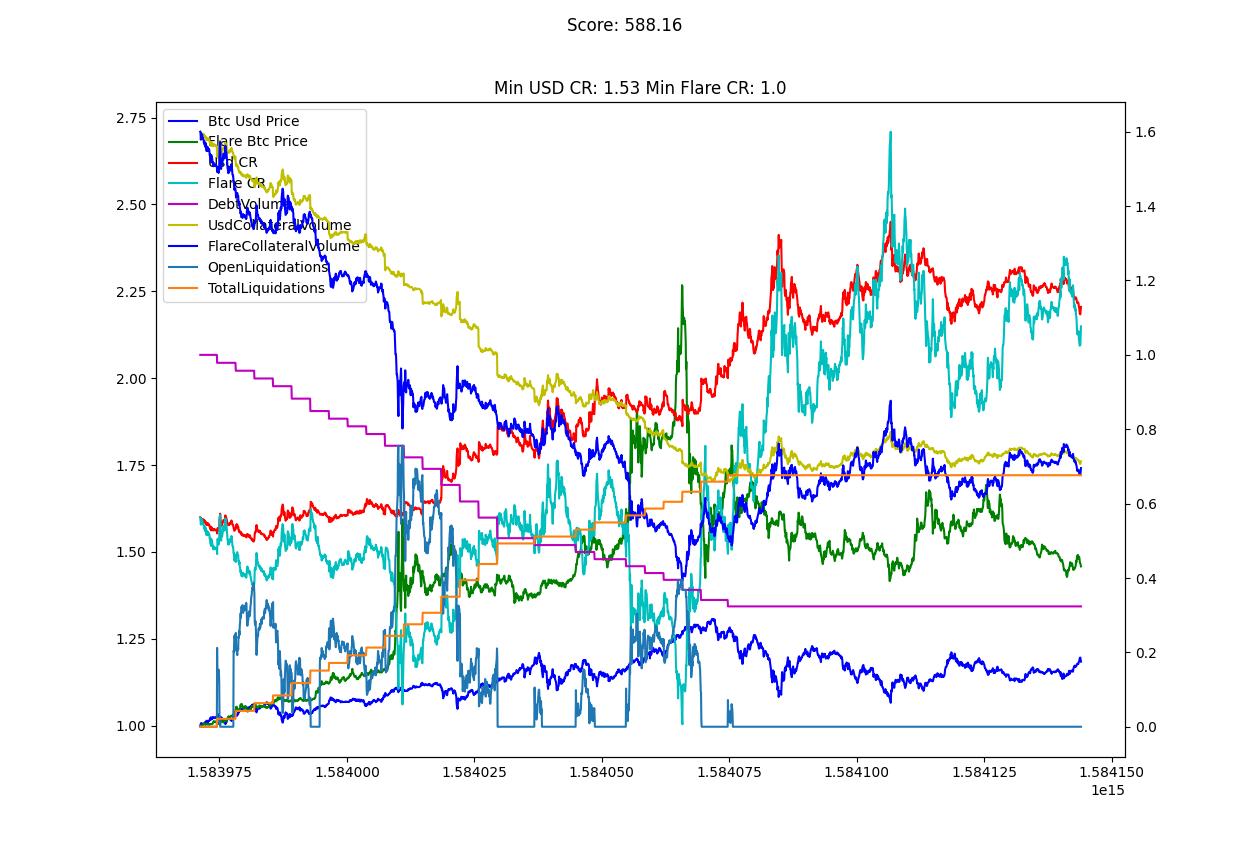 Score: 588.16
Min USD CR: 1.53 Min Flare CR: 1.0
Btc Usd Price
Flare Btc Price
Usd CR
Flare CR
DebtVolume
UsdCollateralVolume
FlareCollateralVolume
OpenLiquidations
TotalLiquidations
2.75
2.50
2.25
2.00
1.75
1.50
1.25
1.00
1.6
1.4
1.2
1.0
0.8
0.6
0.4
0.2
0.0
1.583975 1.584000 1.584025 1.584050 1.584075 1.584100 1.584125 1.584150
1e15